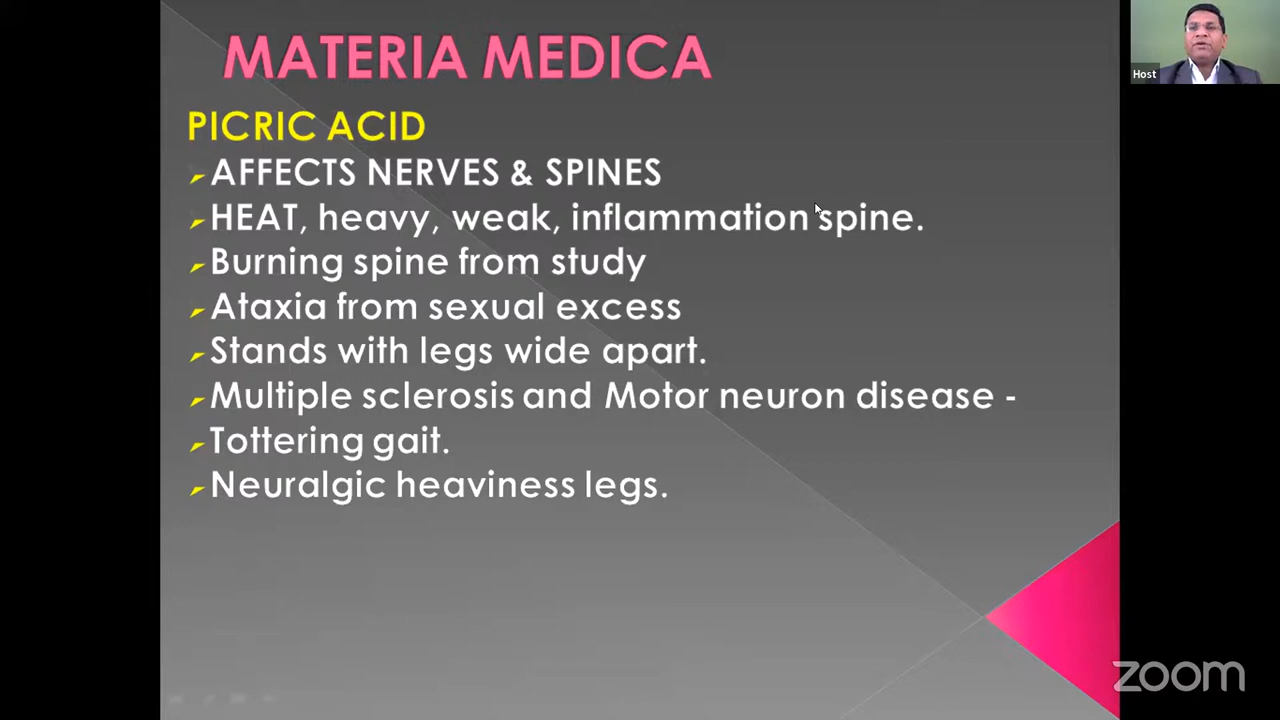 MATERIA MEDICA
PICRIC ACID
AFFECTS NERVES & SPINES
HEAT, heavy, weak, inflammation spine.
Burning spine from study
Ataxia from sexual excess
Stands with legs wide apart.
Multiple sclerosis and Motor neuron disease -
Tottering gait.
Neuralgic heaviness legs.
Host
zoom